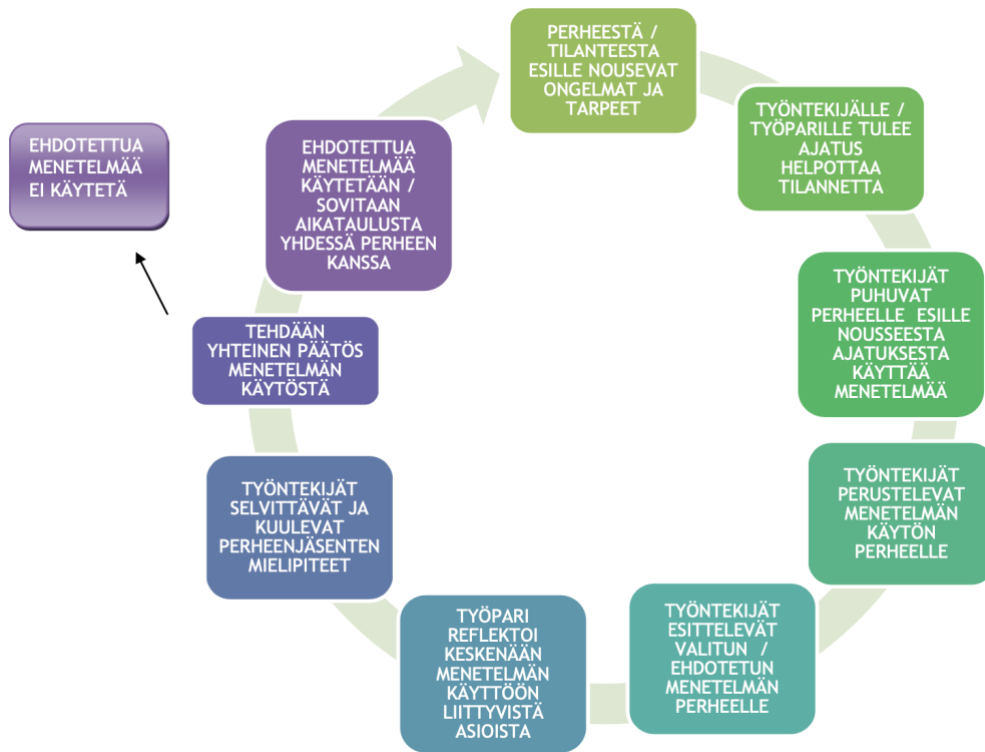 PERHEESTÄ /
TILANTEESTA
ESILLE NOUSEVAT
ONGELMAT JA
TARPEET
TYÖNTEKIJÄLLE /
TYÖPARILLE TULEE
AJATUS
HELPOTTAA
TILANNETTA
TYÖNTEKIJÄT
PUHUVAT
PERHEELLE ESILLE
NOUSSEESTA
AJATUKSESTA
KÄYTTÄÄ
MENETELMÄÄ
TYÖNTEKIJÄT
PERUSTELEVAT
MENETELMÄN
KÄYTÖN
PERHEELLE
TYÖNTEKIJÄT
ESITTELEVÄT
VALITUN /
EHDOTETUN
MENETELMÄN
PERHEELLE
TYÖPARI
REFLEKTOI
KESKENÄÄN
MENETELMÄN
KÄYTTÖÖN
LIITTYVISTÄ
ASIOISTA
TYÖNTEKIJÄT
SELVITTÄVÄT JA
KUULEVAT
PERHEENJÄSENTEN
MIELIPITEET
TEHDÄÄN
YHTEINEN PÄÄTÖS
MENETELMÄN
KÄYTÖSTÄ
EHDOTETTUA
MENETELMÄÄ
KÄYTETÄÄN /
SOVITAAN
AIKATAULUSTA
YHDESSÄ PERHEEN
KANSSA
EHDOTETTUA
MENETELMÄÄ
EI KÄYTETÄ